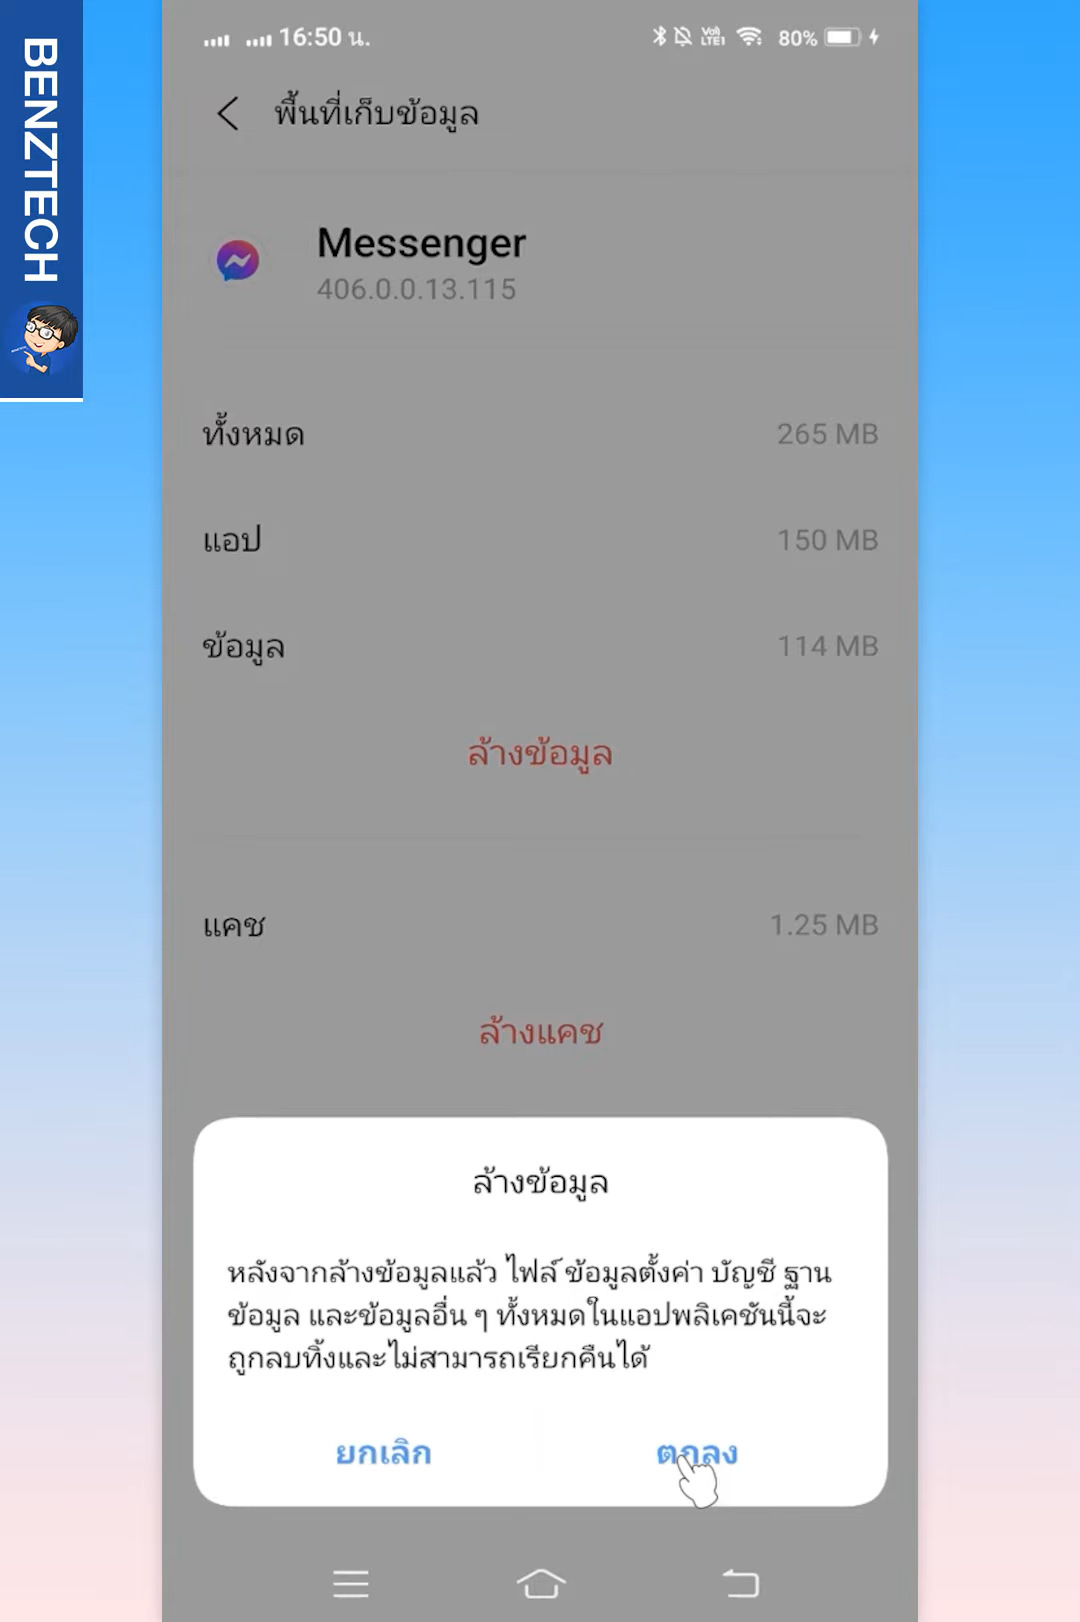 BENZTECH
16:50 น.
80%
พื้นที่เก็บข้อมูล
Messenger
406.0.0.13.115
ทั้งหมด 265 MB
แอป 150 MB
ข้อมูล 114 MB
ล้างข้อมูล
แคช 1.25 MB
ล้างแคช
ล้างข้อมูล
หลังจากล้างข้อมูลแล้ว ไฟล์ ข้อมูลตั้งค่า บัญชี ฐาน
ข้อมูล และข้อมูลอื่น ๆ ทั้งหมดในแอปพลิเคชันนี้จะ
ถูกลบทิ้งและไม่สามารถเรียกคืนได้
ยกเลิก ตกลง